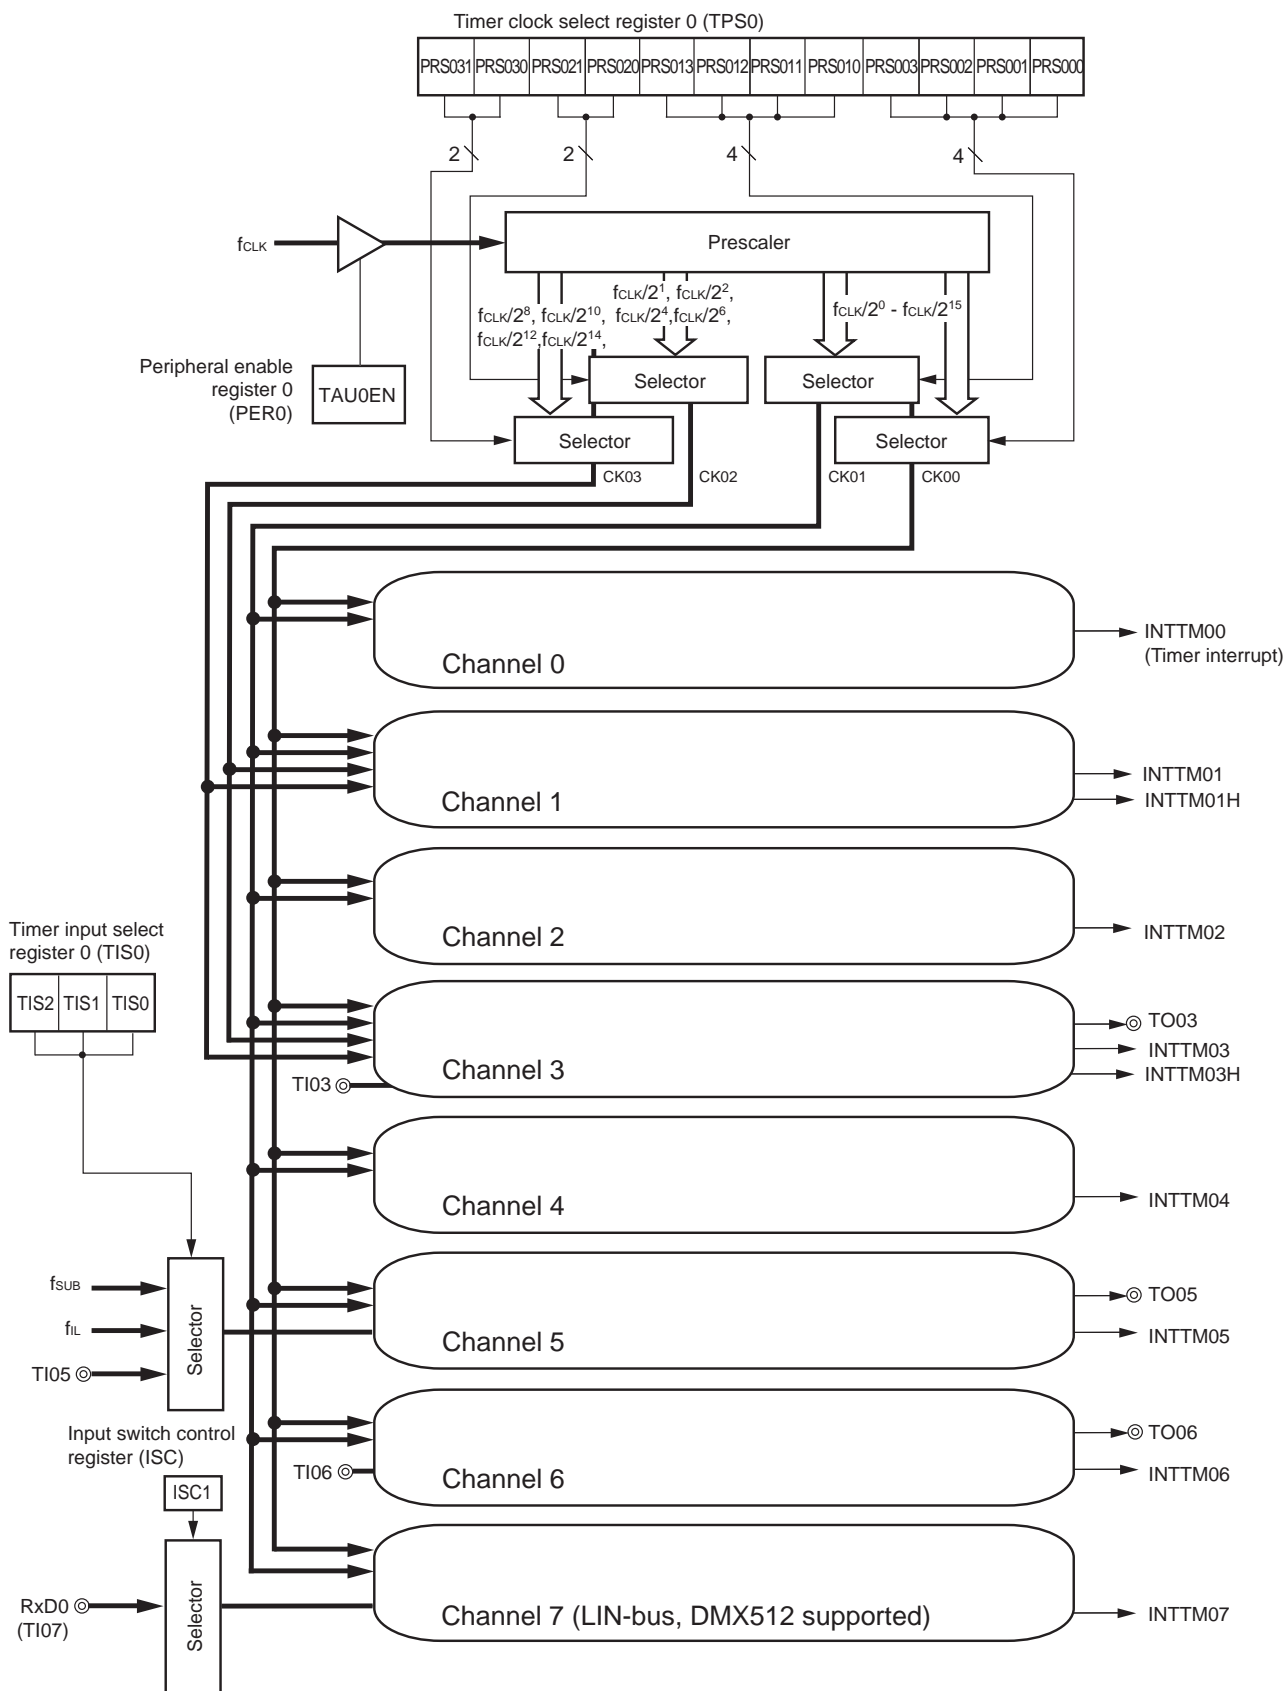 Timer clock select register 0 (TPS0)
PRS031 PRS030 PRS021 PRS020 PRS013 PRS012 PRS011 PRS010 PRS003 PRS002 PRS001 PRS000
2 2 4 4
fCLK
Prescaler
fCLK/2⁸, fCLK/2¹⁰,
fCLK/2¹²,fCLK/2¹⁴,
fCLK/2¹, fCLK/2²,
fCLK/2⁴,fCLK/2⁶,
fCLK/2⁰ - fCLK/2¹⁵
Peripheral enable
register 0
(PER0)
TAU0EN
Selector Selector
Selector Selector
CK03 CK02 CK01 CK00
Channel 0
INTTM00
(Timer interrupt)
Channel 1
INTTM01
INTTM01H
Channel 2
INTTM02
Timer input select
register 0 (TIS0)
TIS2 TIS1 TIS0
TI03
Channel 3
TO03
INTTM03
INTTM03H
Channel 4
INTTM04
fSUB
fIL
TI05
Selector
Channel 5
TO05
INTTM05
Input switch control
register (ISC)
ISC1
TI06
Channel 6
TO06
INTTM06
RxD0
(TI07)
Selector
Channel 7 (LIN-bus, DMX512 supported)
INTTM07